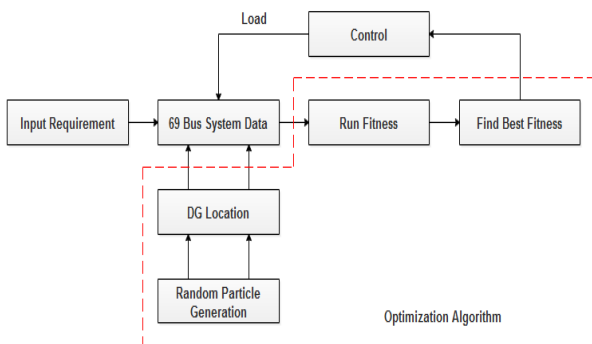 Load
Control
Input Requirement
69 Bus System Data
Run Fitness
Find Best Fitness
DG Location
Random Particle
Generation
Optimization Algorithm